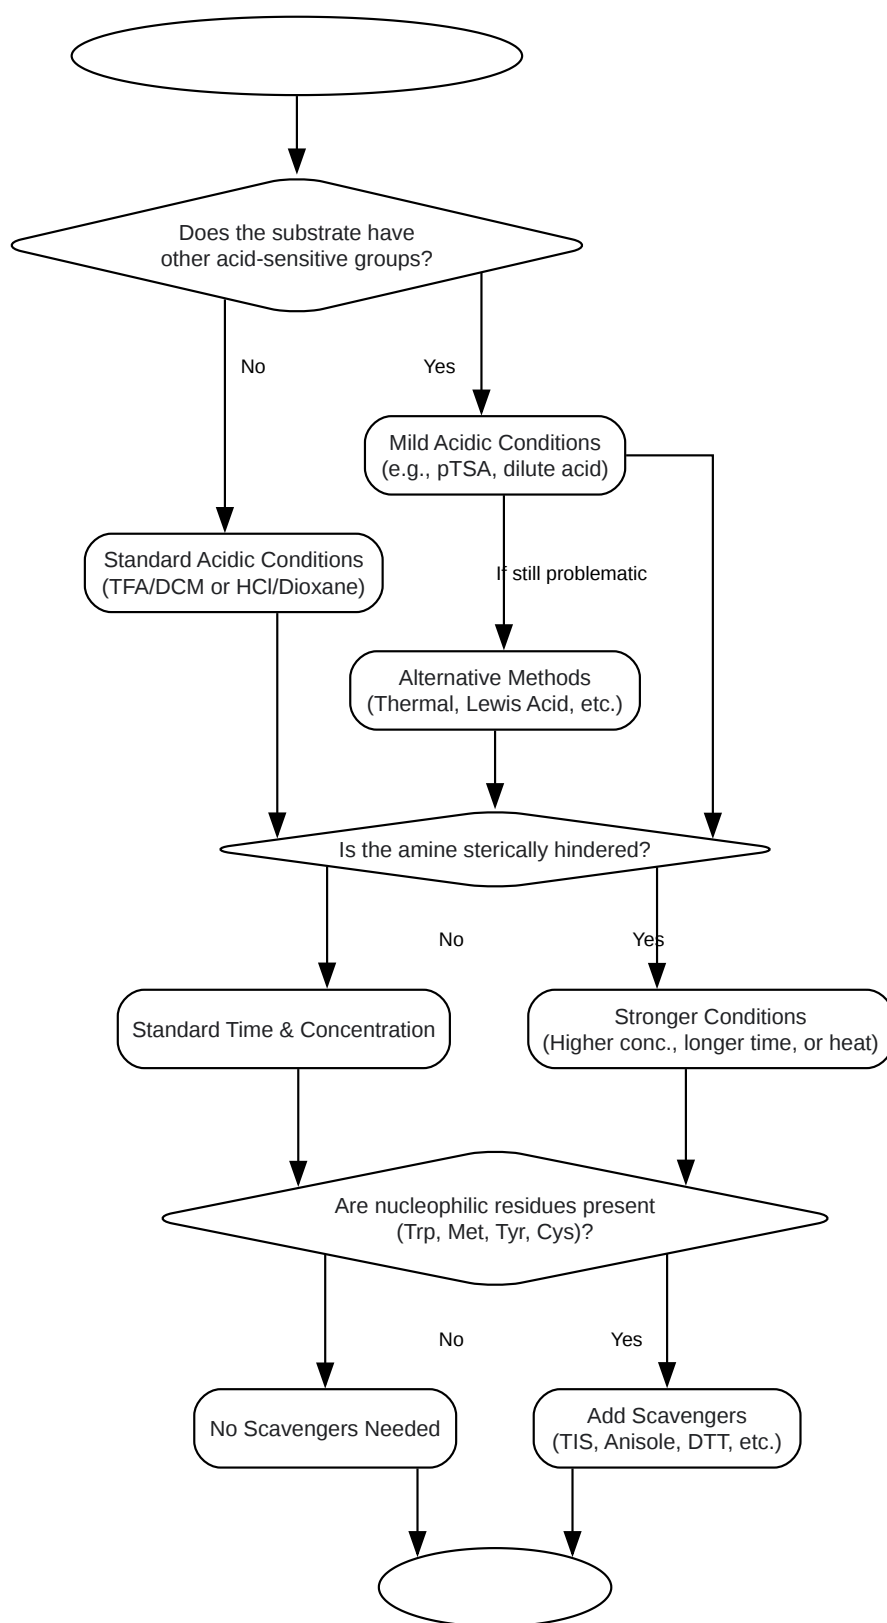 Does the substrate have
other acid-sensitive groups?
No
Yes
Mild Acidic Conditions
(e.g., pTSA, dilute acid)
Standard Acidic Conditions
(TFA/DCM or HCl/Dioxane)
If still problematic
Alternative Methods
(Thermal, Lewis Acid, etc.)
Is the amine sterically hindered?
No
Yes
Standard Time & Concentration
Stronger Conditions
(Higher conc., longer time, or heat)
Are nucleophilic residues present
(Trp, Met, Tyr, Cys)?
No
Yes
No Scavengers Needed
Add Scavengers
(TIS, Anisole, DTT, etc.)